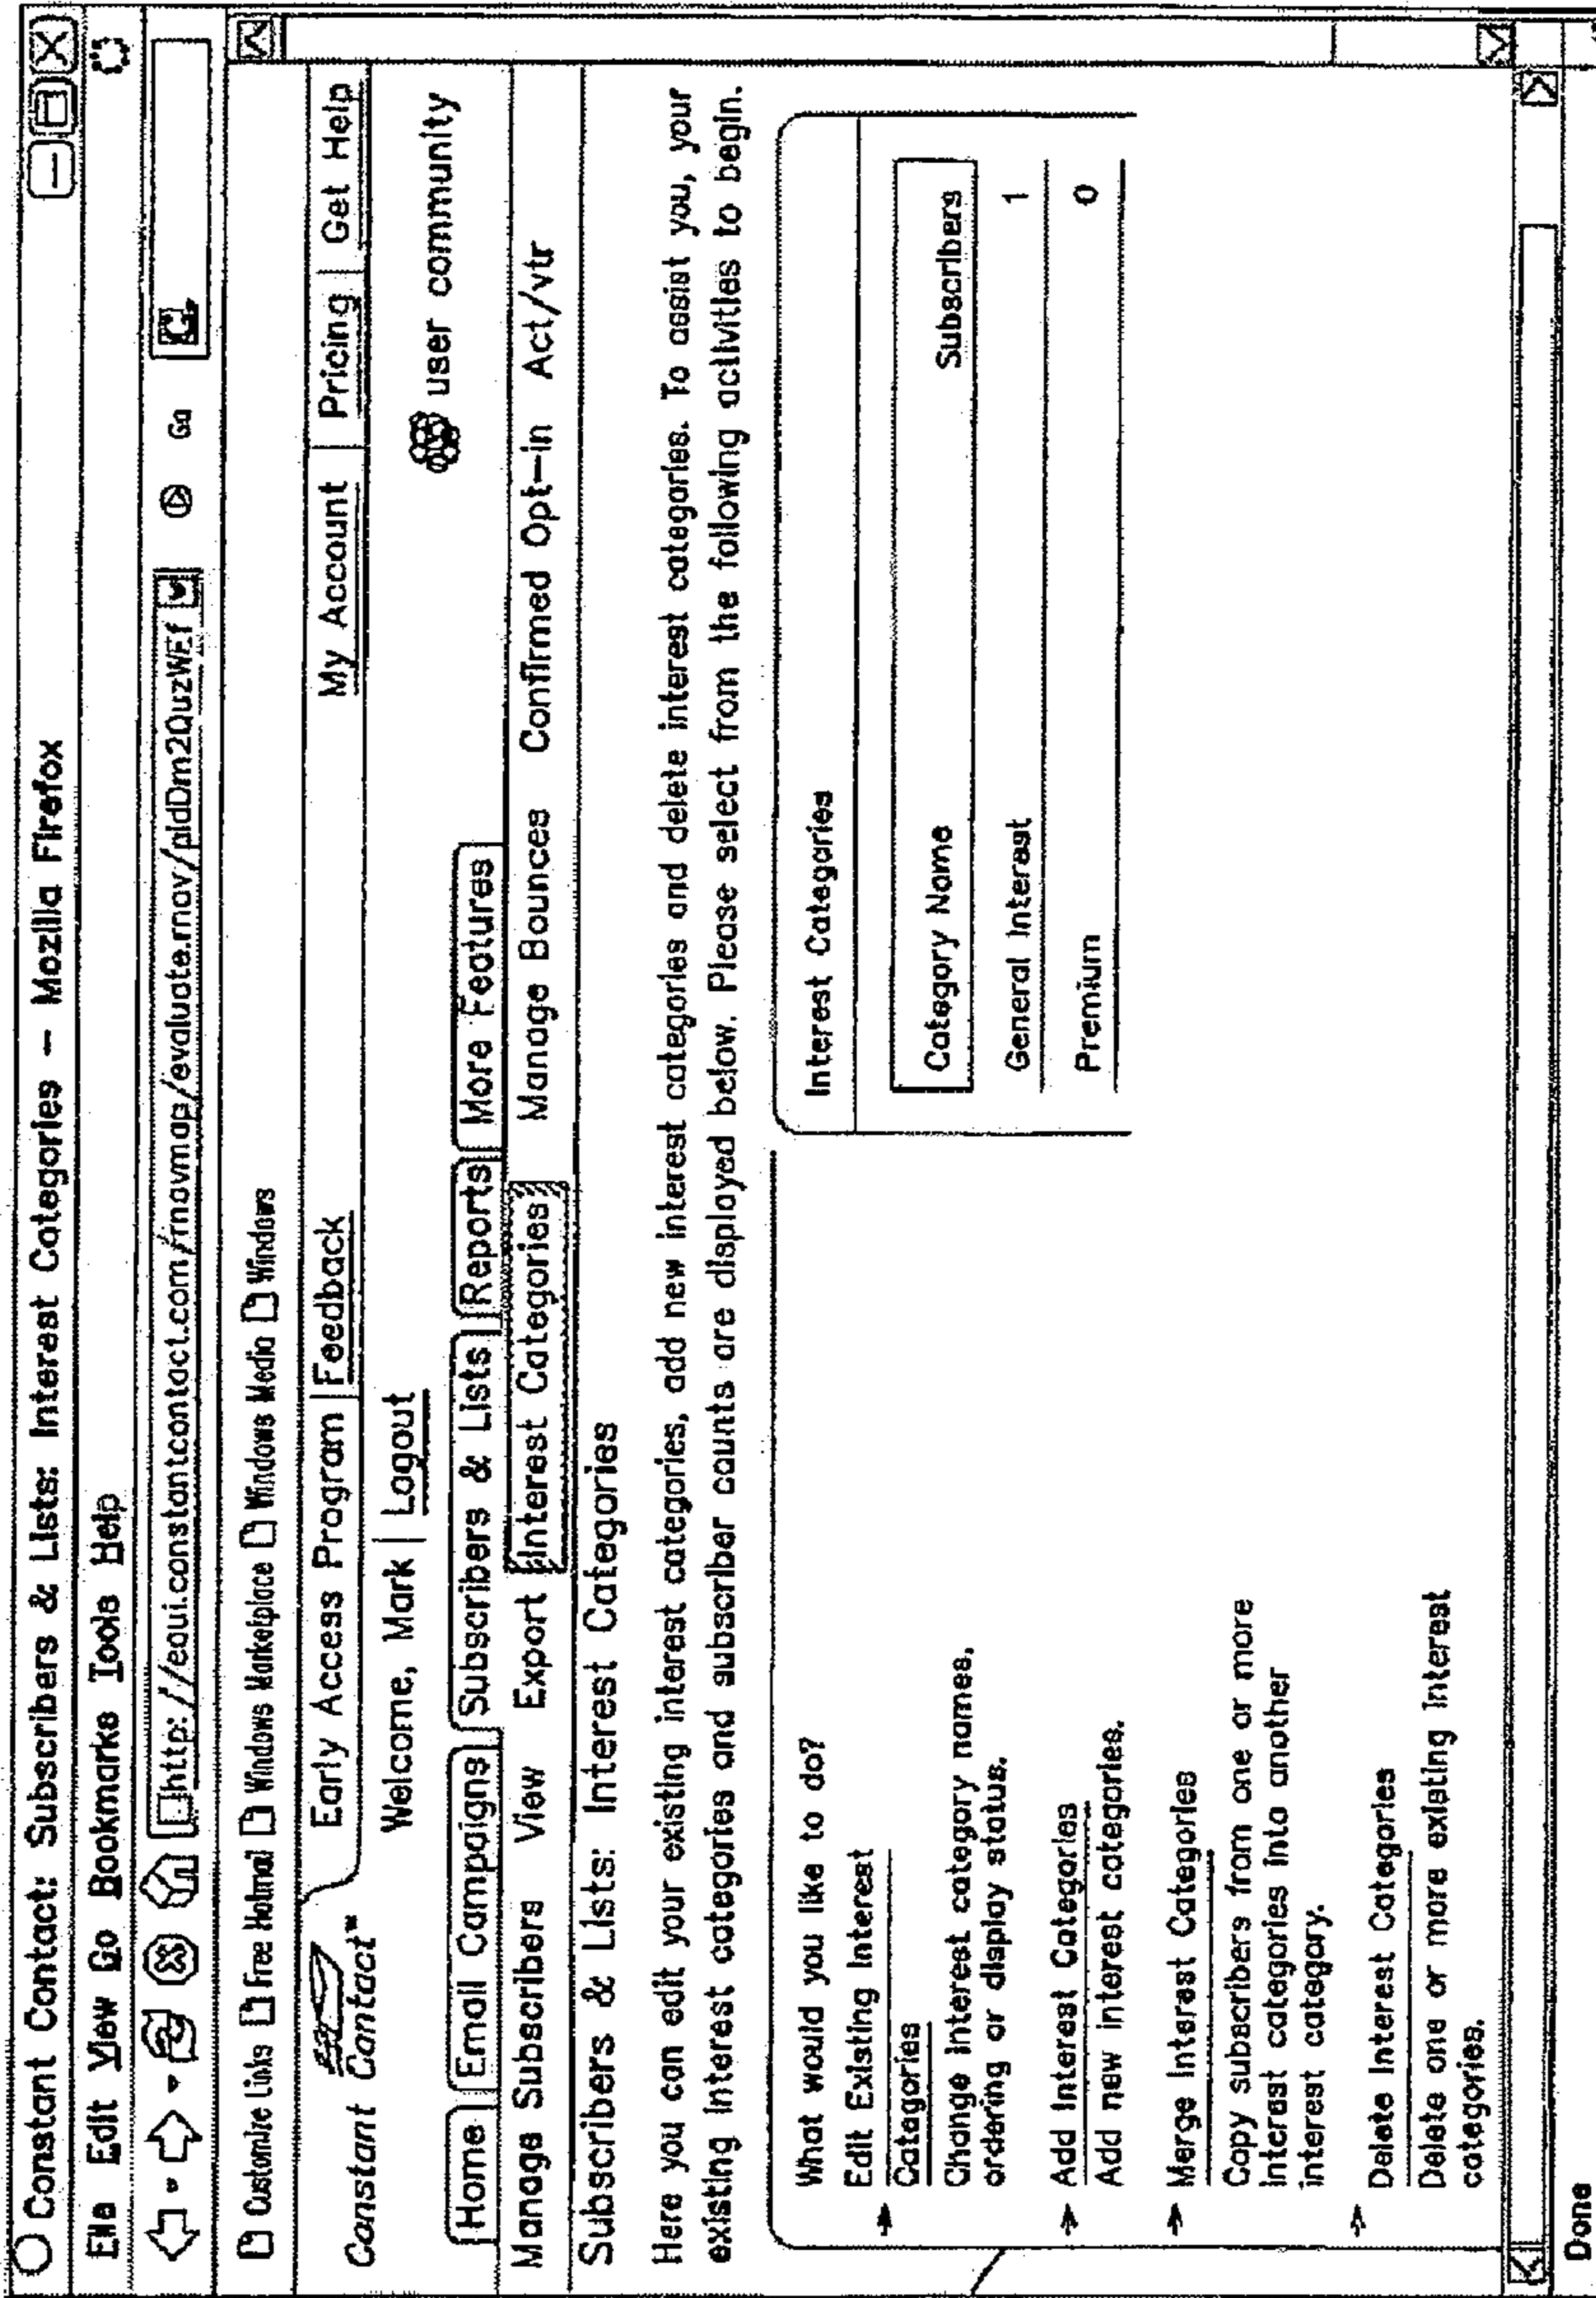 Constant Contact: Subscribers & Lists: Interest Categories – Mozilla Firefox
File Edit View Go Bookmarks Tools Help
http://eaui.constantcontact.com/rnavmap/evaluate.rnav/pidDm2QuzWEf Go G
Customize Links Free Hotmail Windows Marketplace Windows Media Windows
Constant Contact™
Early Access Program | Feedback
My Account | Pricing | Get Help
Welcome, Mark | Logout
user community
Home Email Campaigns Subscribers & Lists Reports More Features
Manage Subscribers View Export Interest Categories Manage Bounces Confirmed Opt–in Act/vtr
Subscribers & Lists: Interest Categories
Here you can edit your existing interest categories, add new interest categories and delete interest categories. To assist you, your
existing interest categories and subscriber counts are displayed below. Please select from the following activities to begin.
What would you like to do?
Edit Existing Interest
Categories
Change interest category names,
ordering or display status.
Add Interest Categories
Add new interest categories.
Merge Interest Categories
Copy subscribers from one or more
interest categories into another
interest category.
Delete Interest Categories
Delete one or more existing interest
categories.
Interest Categories
Category Name Subscribers
General Interest 1
Premium 0
Done